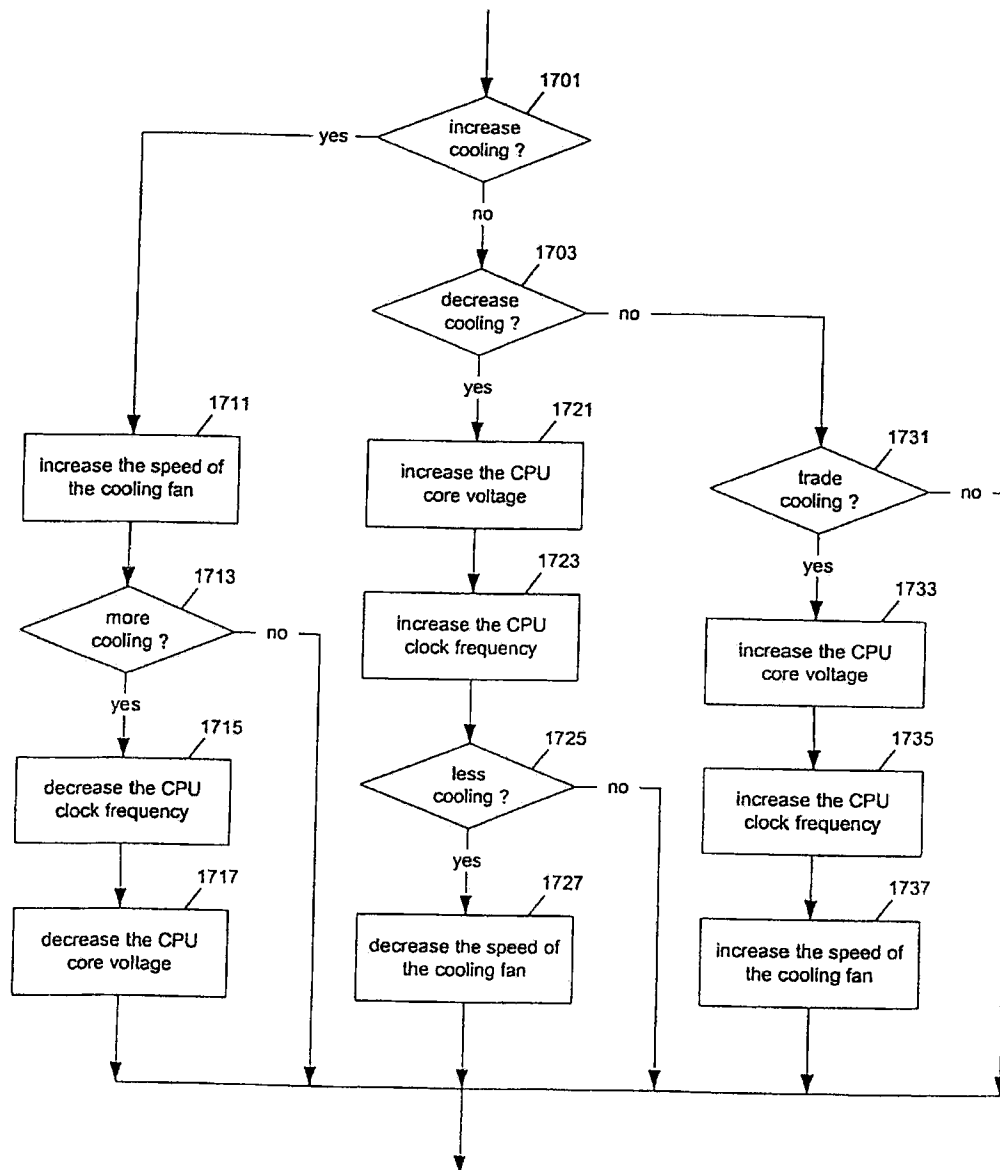 1701
increase
cooling ?
yes
no
1703
decrease
cooling ?
no
yes
1711
increase the speed of
the cooling fan
1721
increase the CPU
core voltage
1731
trade
cooling ?
no
yes
1713
more
cooling ?
no
yes
1723
increase the CPU
clock frequency
1733
increase the CPU
core voltage
1715
decrease the CPU
clock frequency
1725
less
cooling ?
no
yes
1735
increase the CPU
clock frequency
1717
decrease the CPU
core voltage
1727
decrease the speed of
the cooling fan
1737
increase the speed of
the cooling fan